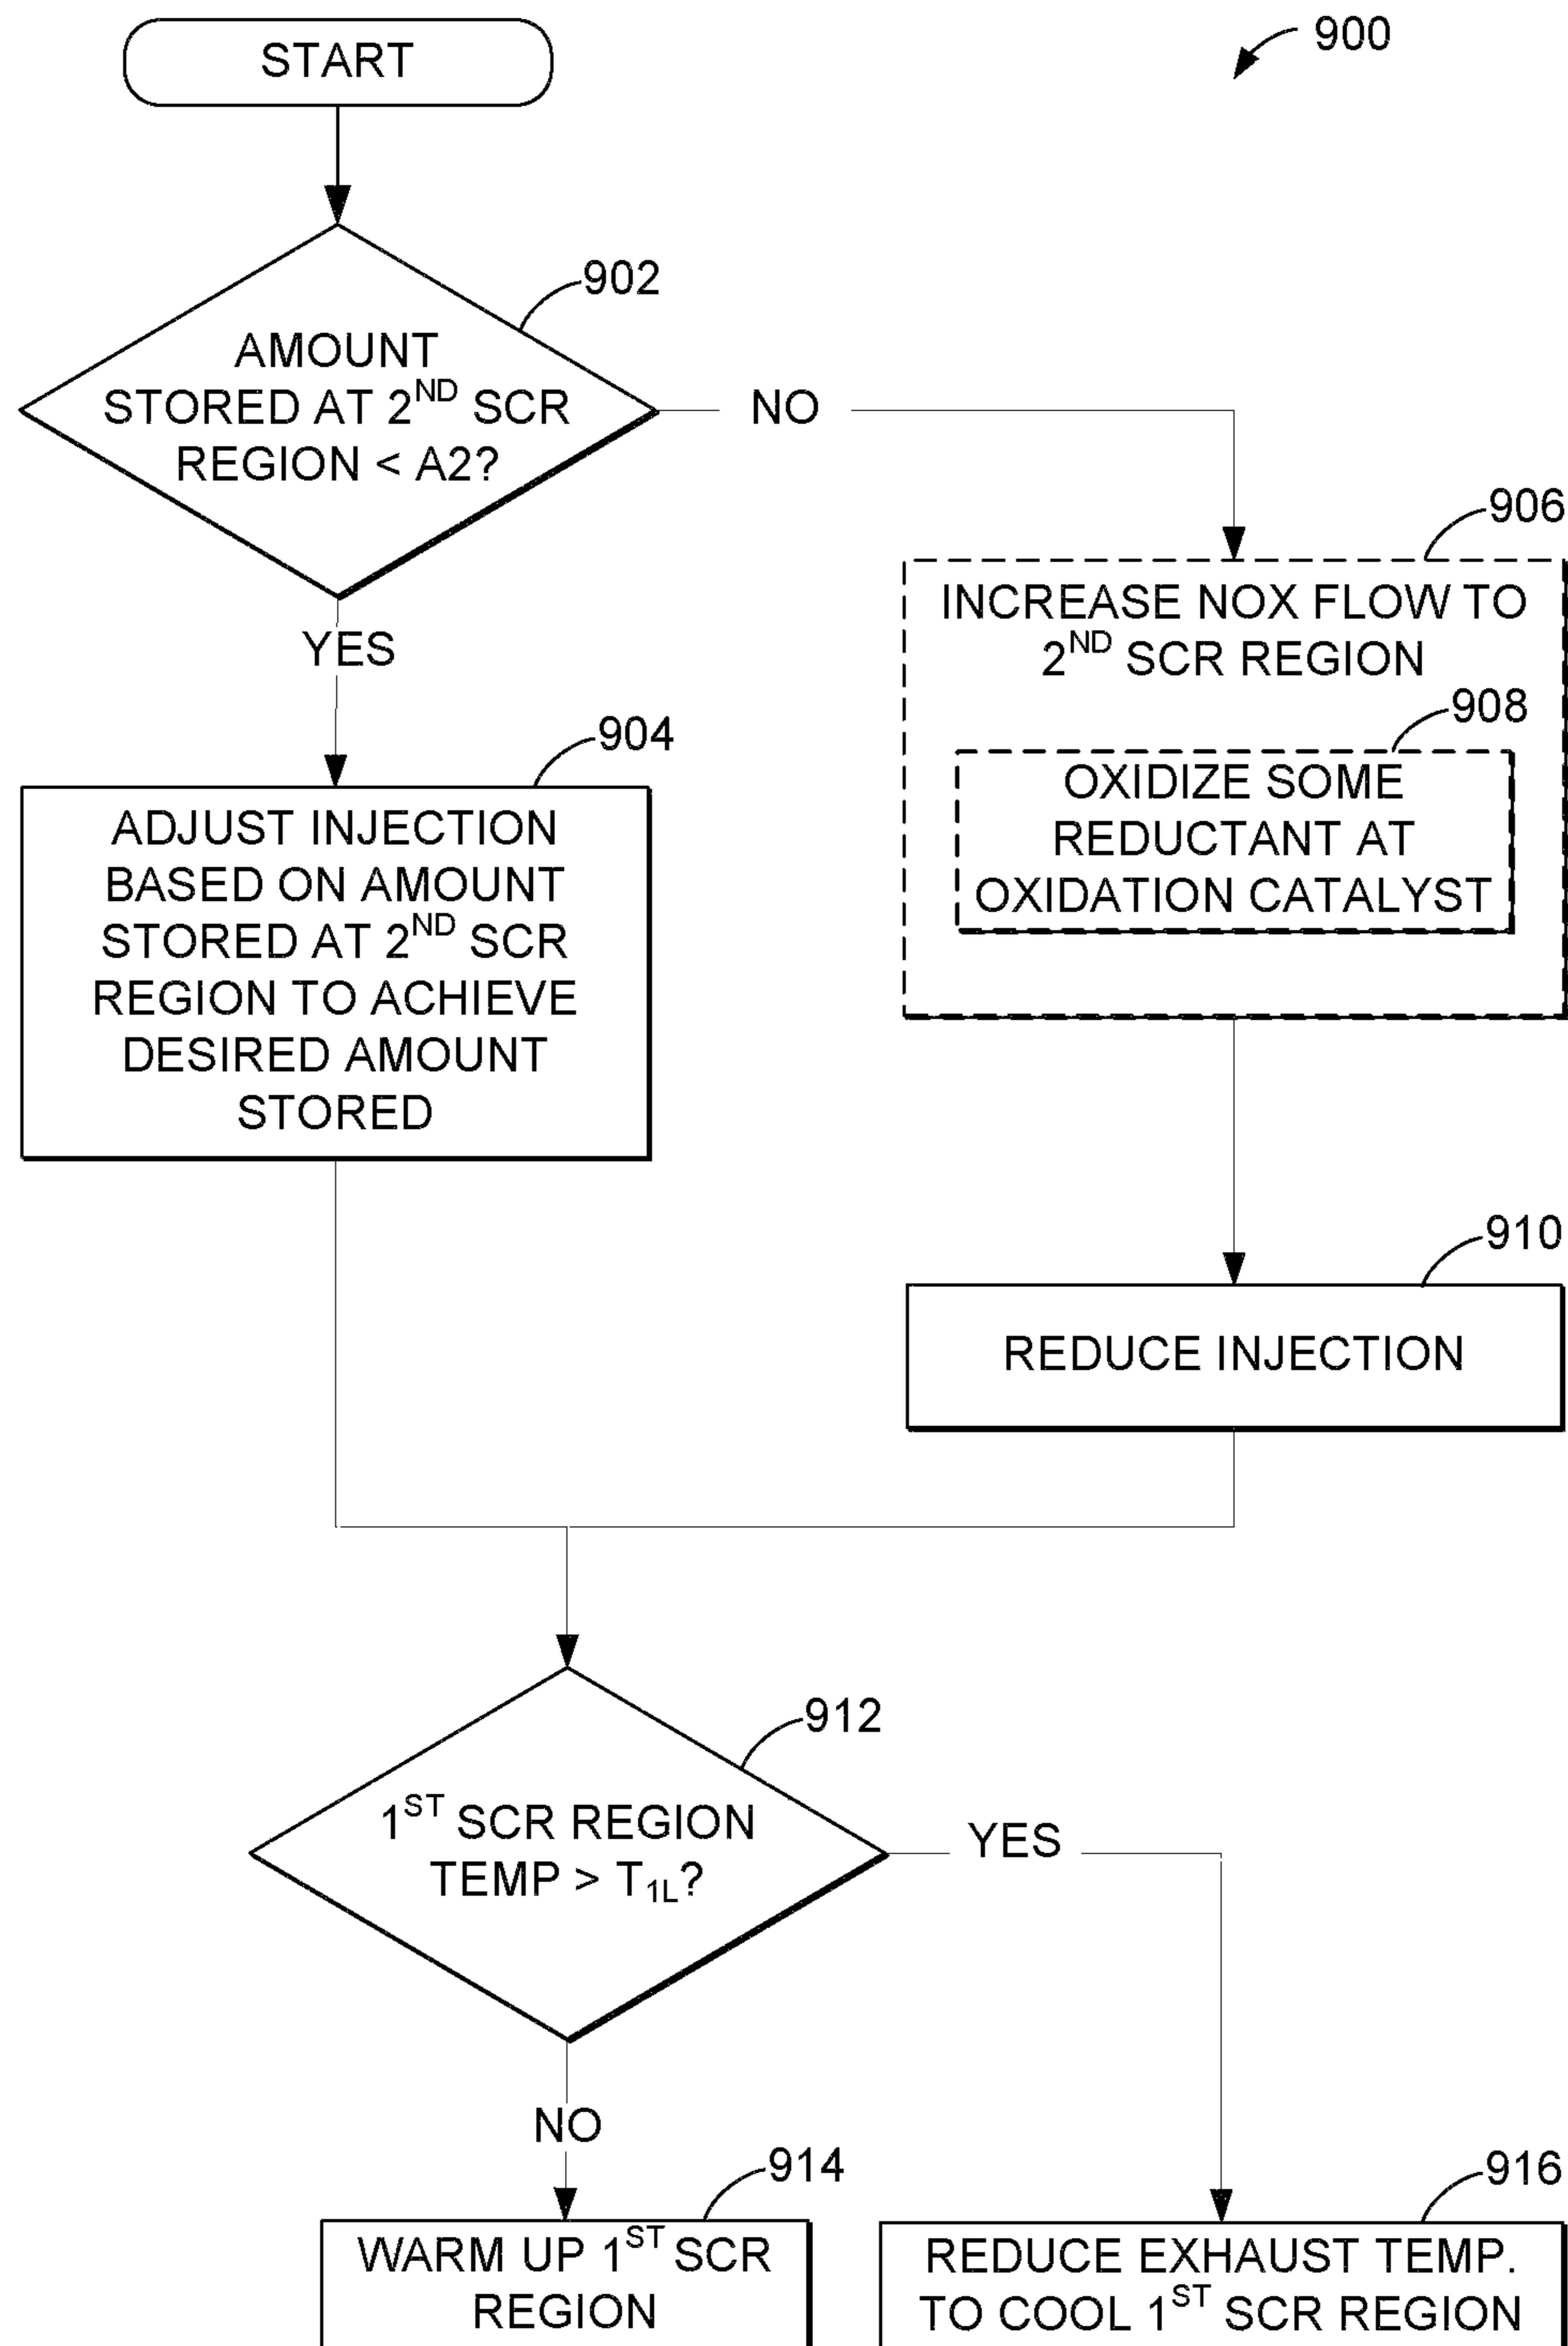 START
900
902
AMOUNT
STORED AT 2ND SCR
REGION < A2?
NO
YES
904
ADJUST INJECTION
BASED ON AMOUNT
STORED AT 2ND SCR
REGION TO ACHIEVE
DESIRED AMOUNT
STORED
906
INCREASE NOX FLOW TO
2ND SCR REGION
908
OXIDIZE SOME
REDUCTANT AT
OXIDATION CATALYST
910
REDUCE INJECTION
912
1ST SCR REGION
TEMP > T1L?
YES
NO
914
WARM UP 1ST SCR
REGION
916
REDUCE EXHAUST TEMP.
TO COOL 1ST SCR REGION